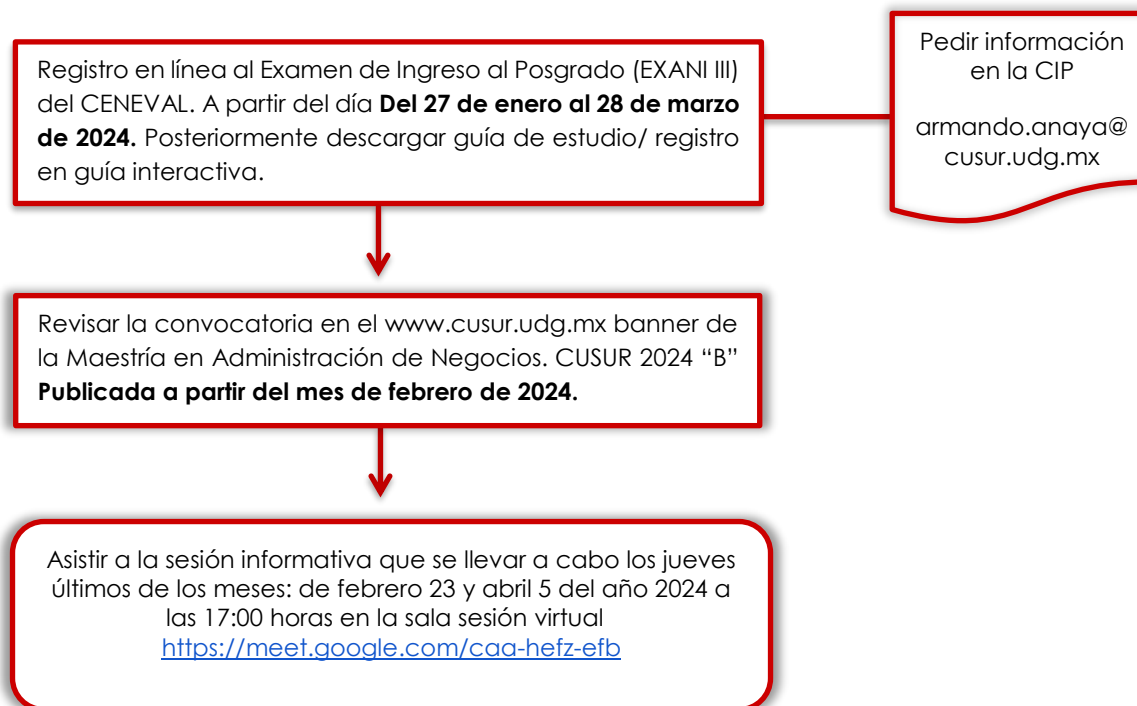 Registro en línea al Examen de Ingreso al Posgrado (EXANI III)
del CENEVAL. A partir del día Del 27 de enero al 28 de marzo
de 2024. Posteriormente descargar guía de estudio/ registro
en guía interactiva.
Pedir información
en la CIP
armando.anaya@
cusur.udg.mx
Revisar la convocatoria en el www.cusur.udg.mx banner de
la Maestría en Administración de Negocios. CUSUR 2024 “B”
Publicada a partir del mes de febrero de 2024.
Asistir a la sesión informativa que se llevar a cabo los jueves
últimos de los meses: de febrero 23 y abril 5 del año 2024 a
las 17:00 horas en la sala sesión virtual
https://meet.google.com/caa-hefz-efb